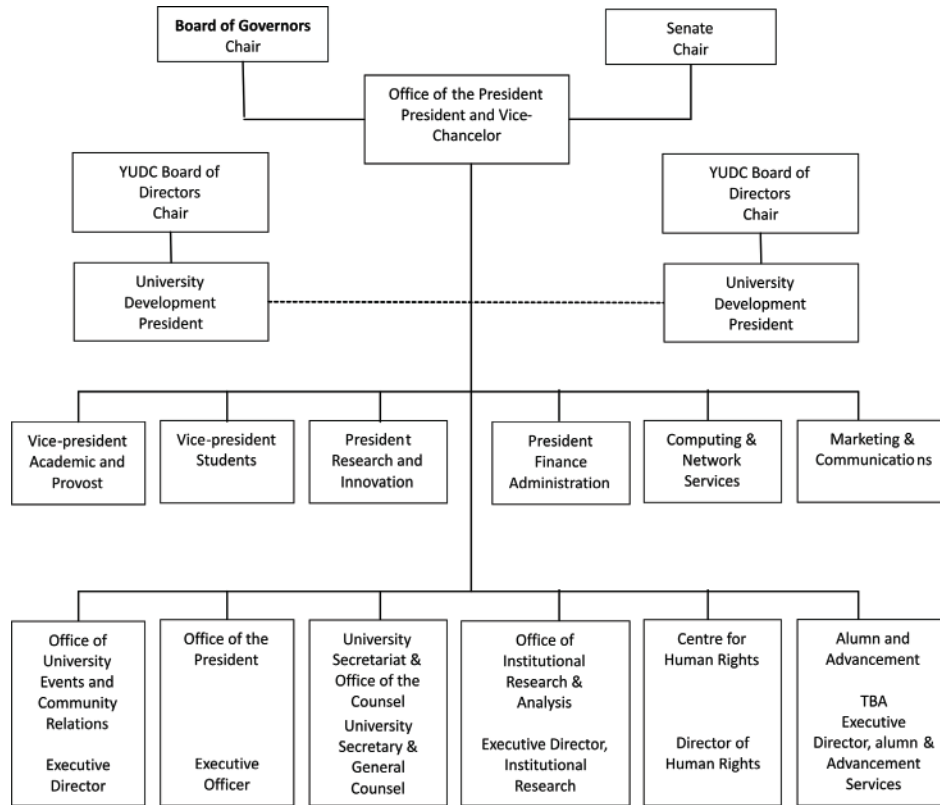 Board of Governors
Chair
Senate
Chair
Office of the President
President and Vice-
Chancelor
YUDC Board of
Directors
Chair
YUDC Board of
Directors
Chair
University
Development
President
University
Development
President
Vice-president
Academic and
Provost
Vice-president
Students
President
Research and
Innovation
President
Finance
Administration
Computing &
Network
Services
Marketing &
Communications
Office of
University
Events and
Community
Relations
Executive
Director
Office of the
President
Executive
Officer
University
Secretariat &
Office of the
Counsel
University
Secretary &
General
Counsel
Office of
Institutional
Research &
Analysis
Executive Director,
Institutional
Research
Centre for
Human Rights
Director of
Human Rights
Alumn and
Advancement
TBA
Executive
Director, alumn &
Advancement
Services